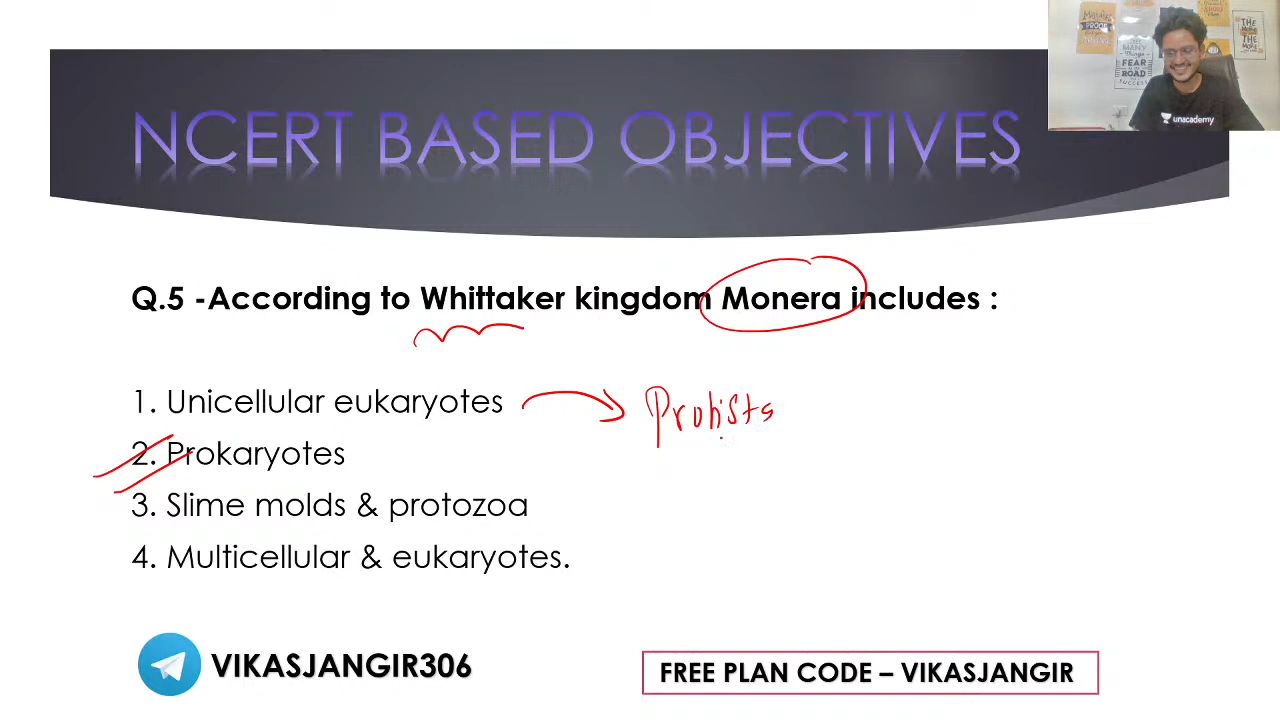 NCERT BASED OBJECTIVES
unacademy
Q.5 -According to Whittaker kingdom Monera includes :
1. Unicellular eukaryotes
Protists
2. Prokaryotes
3. Slime molds & protozoa
4. Multicellular & eukaryotes.
VIKASJANGIR306
FREE PLAN CODE – VIKASJANGIR